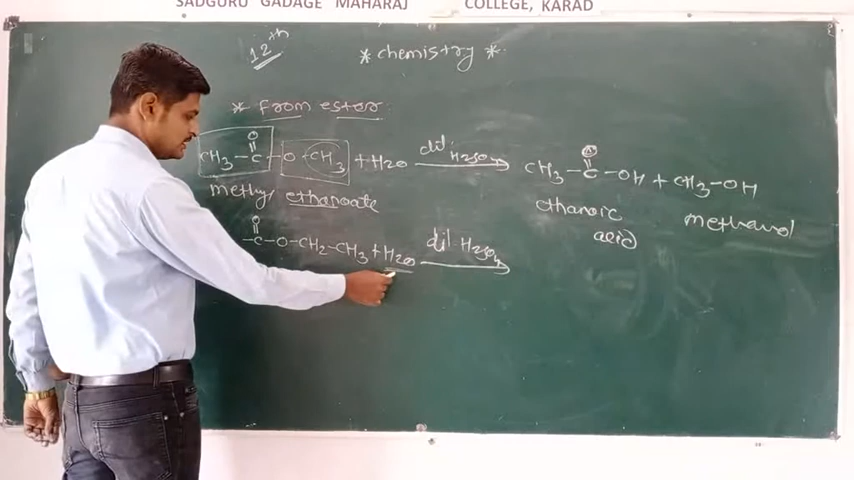 SADGURU GADAGE MAHARAJ COLLEGE, KARAD
12th
* chemistry *
* From estor
CH3-C-O-CH3 + H2O dil. H2SO4 CH3-C-OH + CH3-OH
O O
methyl ethanoate ethanoic acid methanol
O
-C-O-CH2-CH3 + H2O dil. H2SO4